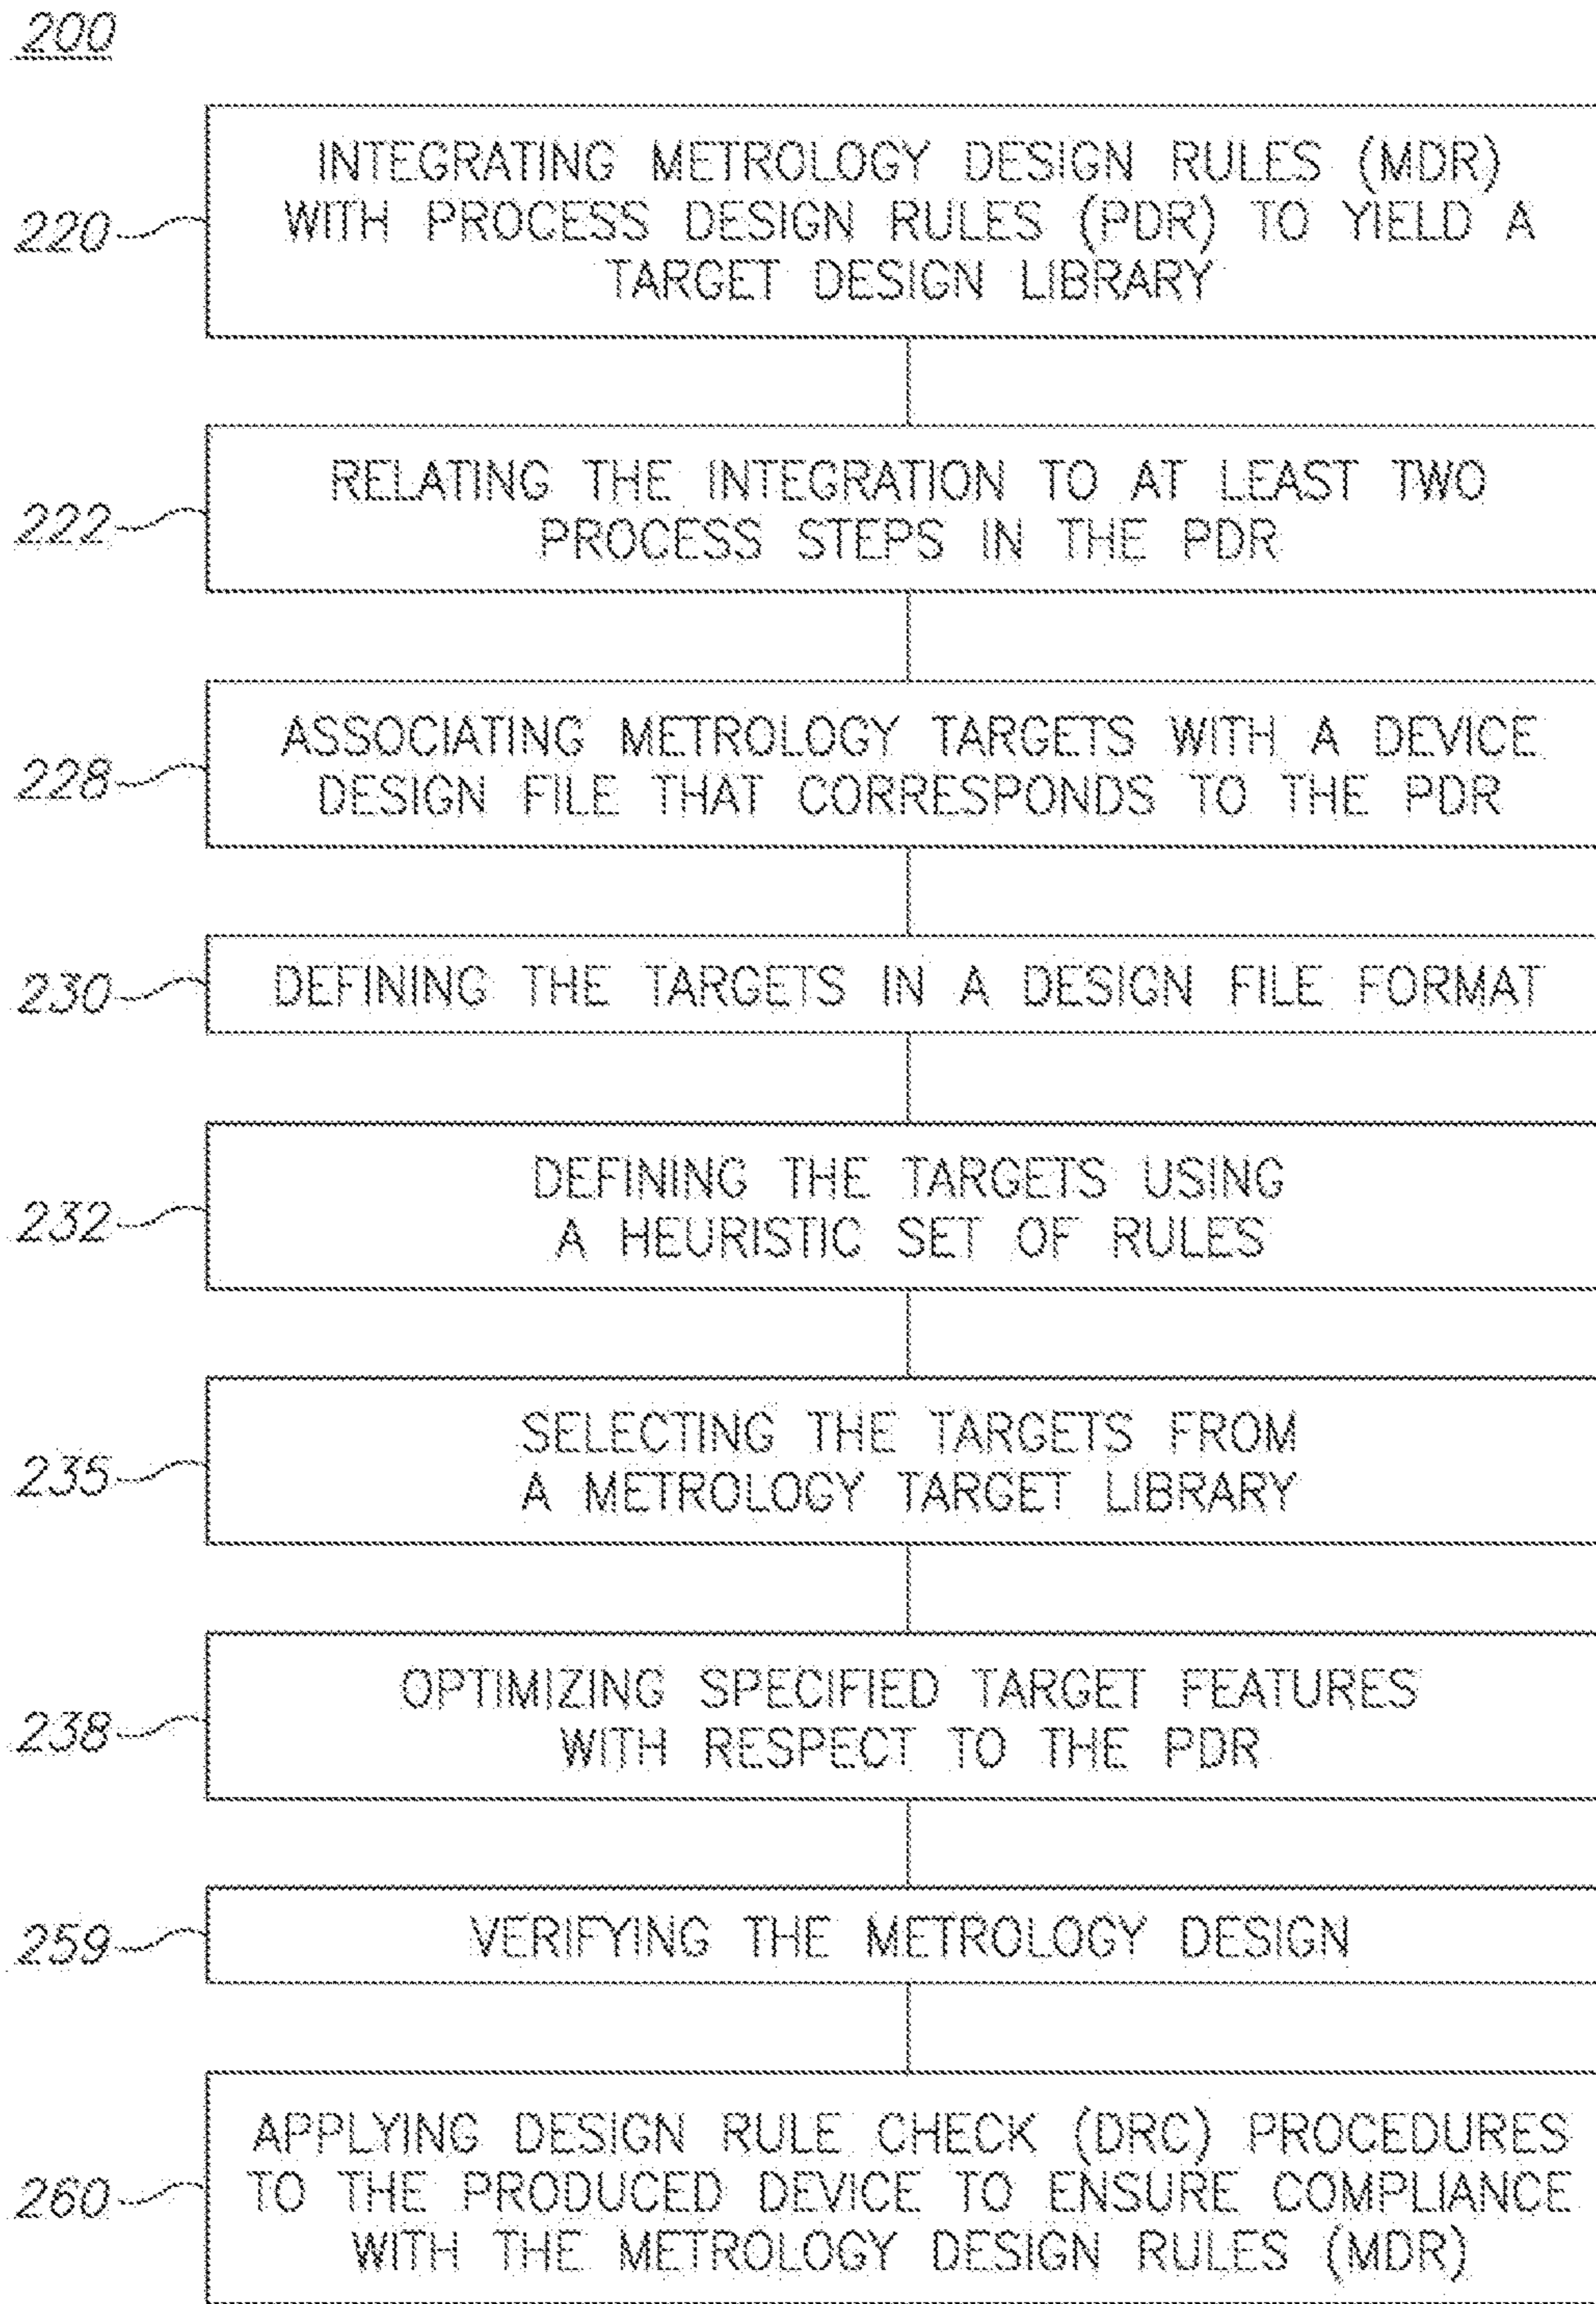 200
INTEGRATING METROLOGY DESIGN RULES (MDR)
WITH PROCESS DESIGN RULES (PDR) TO YIELD A
TARGET DESIGN LIBRARY
220
RELATING THE INTEGRATION TO AT LEAST TWO
PROCESS STEPS IN THE PDR
222
ASSOCIATING METROLOGY TARGETS WITH A DEVICE
DESIGN FILE THAT CORRESPONDS TO THE PDR
228
DEFINING THE TARGETS IN A DESIGN FILE FORMAT
230
DEFINING THE TARGETS USING
A HEURISTIC SET OF RULES
232
SELECTING THE TARGETS FROM
A METROLOGY TARGET LIBRARY
235
OPTIMIZING SPECIFIED TARGET FEATURES
WITH RESPECT TO THE PDR
238
VERIFYING THE METROLOGY DESIGN
259
APPLYING DESIGN RULE CHECK (DRC) PROCEDURES
TO THE PRODUCED DEVICE TO ENSURE COMPLIANCE
WITH THE METROLOGY DESIGN RULES (MDR)
260